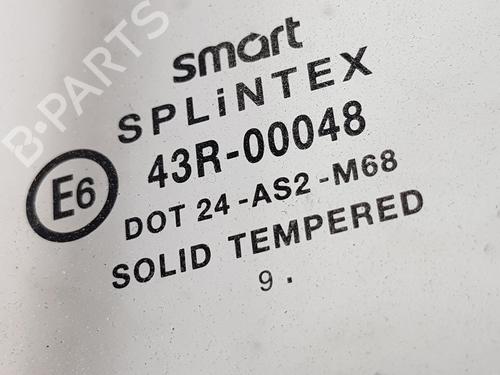 B-PARTS
smart
SPLiNTEX
E6
43R-00048
DOT 24-AS2-M68
SOLID TEMPERED
9.